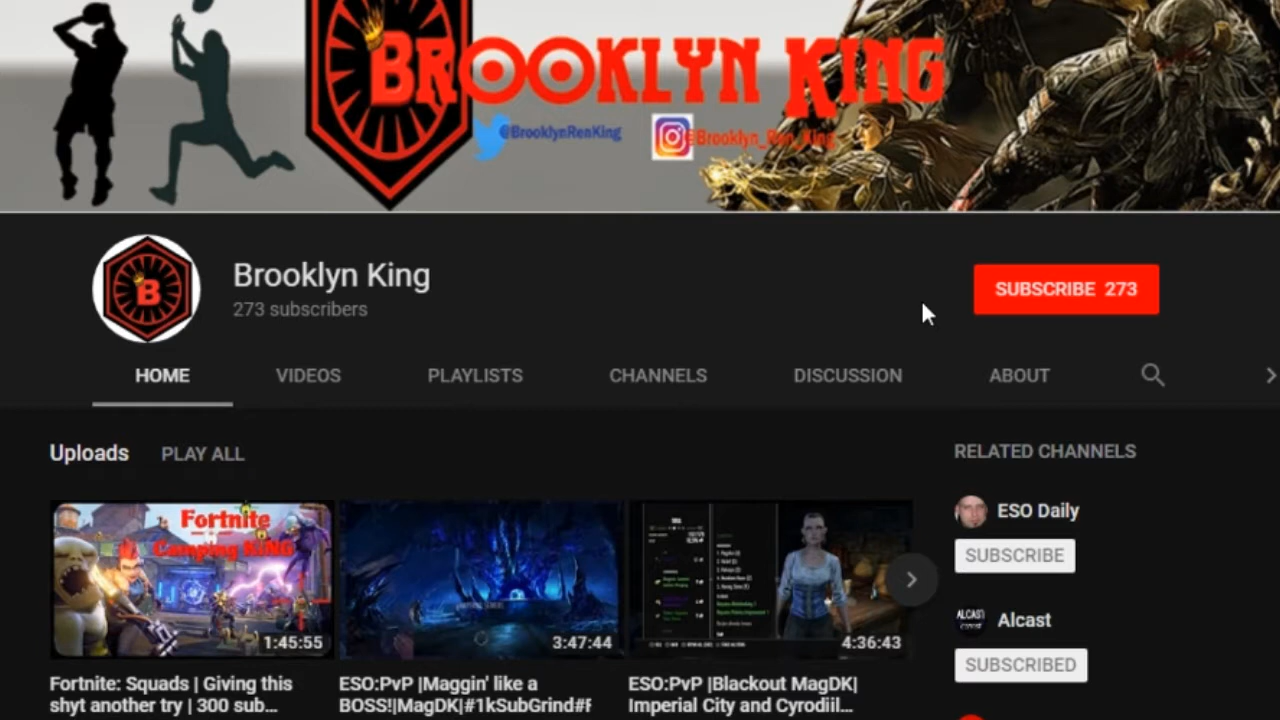 BROOKLYN KING
@BrooklynRenKing
@Brooklyn_Ren_King
B
Brooklyn King
273 subscribers
SUBSCRIBE 273
HOME
VIDEOS
PLAYLISTS
CHANNELS
DISCUSSION
ABOUT
Uploads
PLAY ALL
RELATED CHANNELS
Fortnite
Camping KING
1:45:55
3:47:44
4:36:43
Fortnite: Squads | Giving this
shyt another try | 300 sub...
ESO:PvP |Maggin' like a
BOSS!|MagDK|#1kSubGrind#F
ESO:PvP |Blackout MagDK|
Imperial City and Cyrodiil...
ESO Daily
SUBSCRIBE
ALCAST
Alcast
SUBSCRIBED